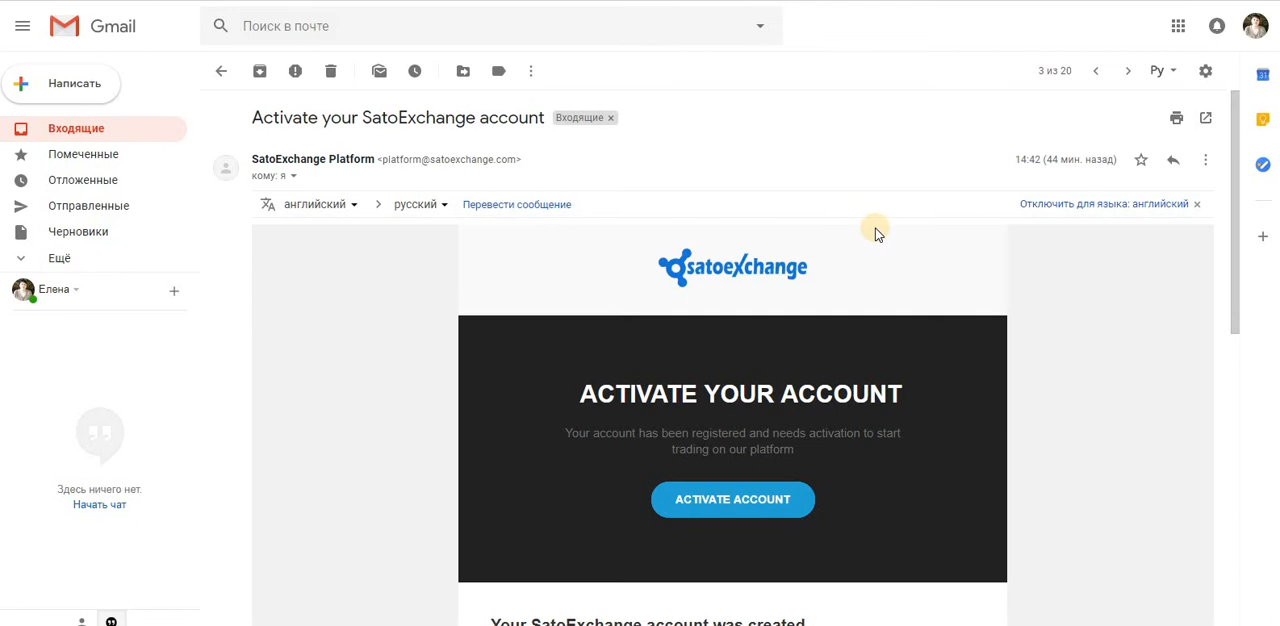 Gmail
Поиск в почте
Написать
3 из 20
Ру
Activate your SatoExchange account
Входящие ×
Входящие
Помеченные
Отложенные
Отправленные
Черновики
Ещё
Елена
Здесь ничего нет.
Начать чат
SatoExchange Platform <platform@satoexchange.com>
14:42 (44 мин. назад)
кому: я
английский
русский
Перевести сообщение
Отключить для языка: английский ×
satoexchange
ACTIVATE YOUR ACCOUNT
Your account has been registered and needs activation to start
trading on our platform
ACTIVATE ACCOUNT
Your SatoExchange account was created
31